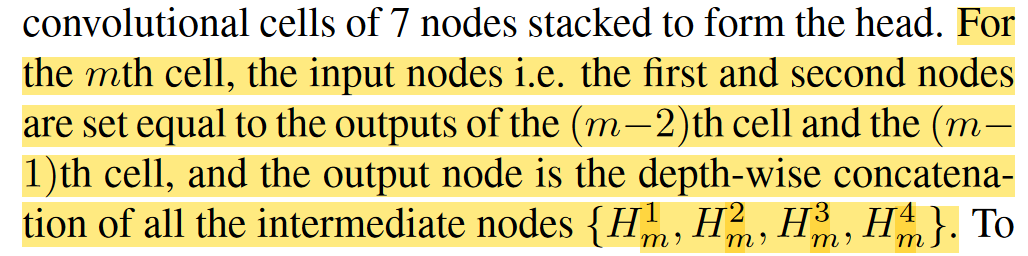 convolutional cells of 7 nodes stacked to form the head. For
the mth cell, the input nodes i.e. the first and second nodes
are set equal to the outputs of the (m−2)th cell and the (m−
1)th cell, and the output node is the depth-wise concatena-
tion of all the intermediate nodes {H_m^1, H_m^2, H_m^3, H_m^4}. To